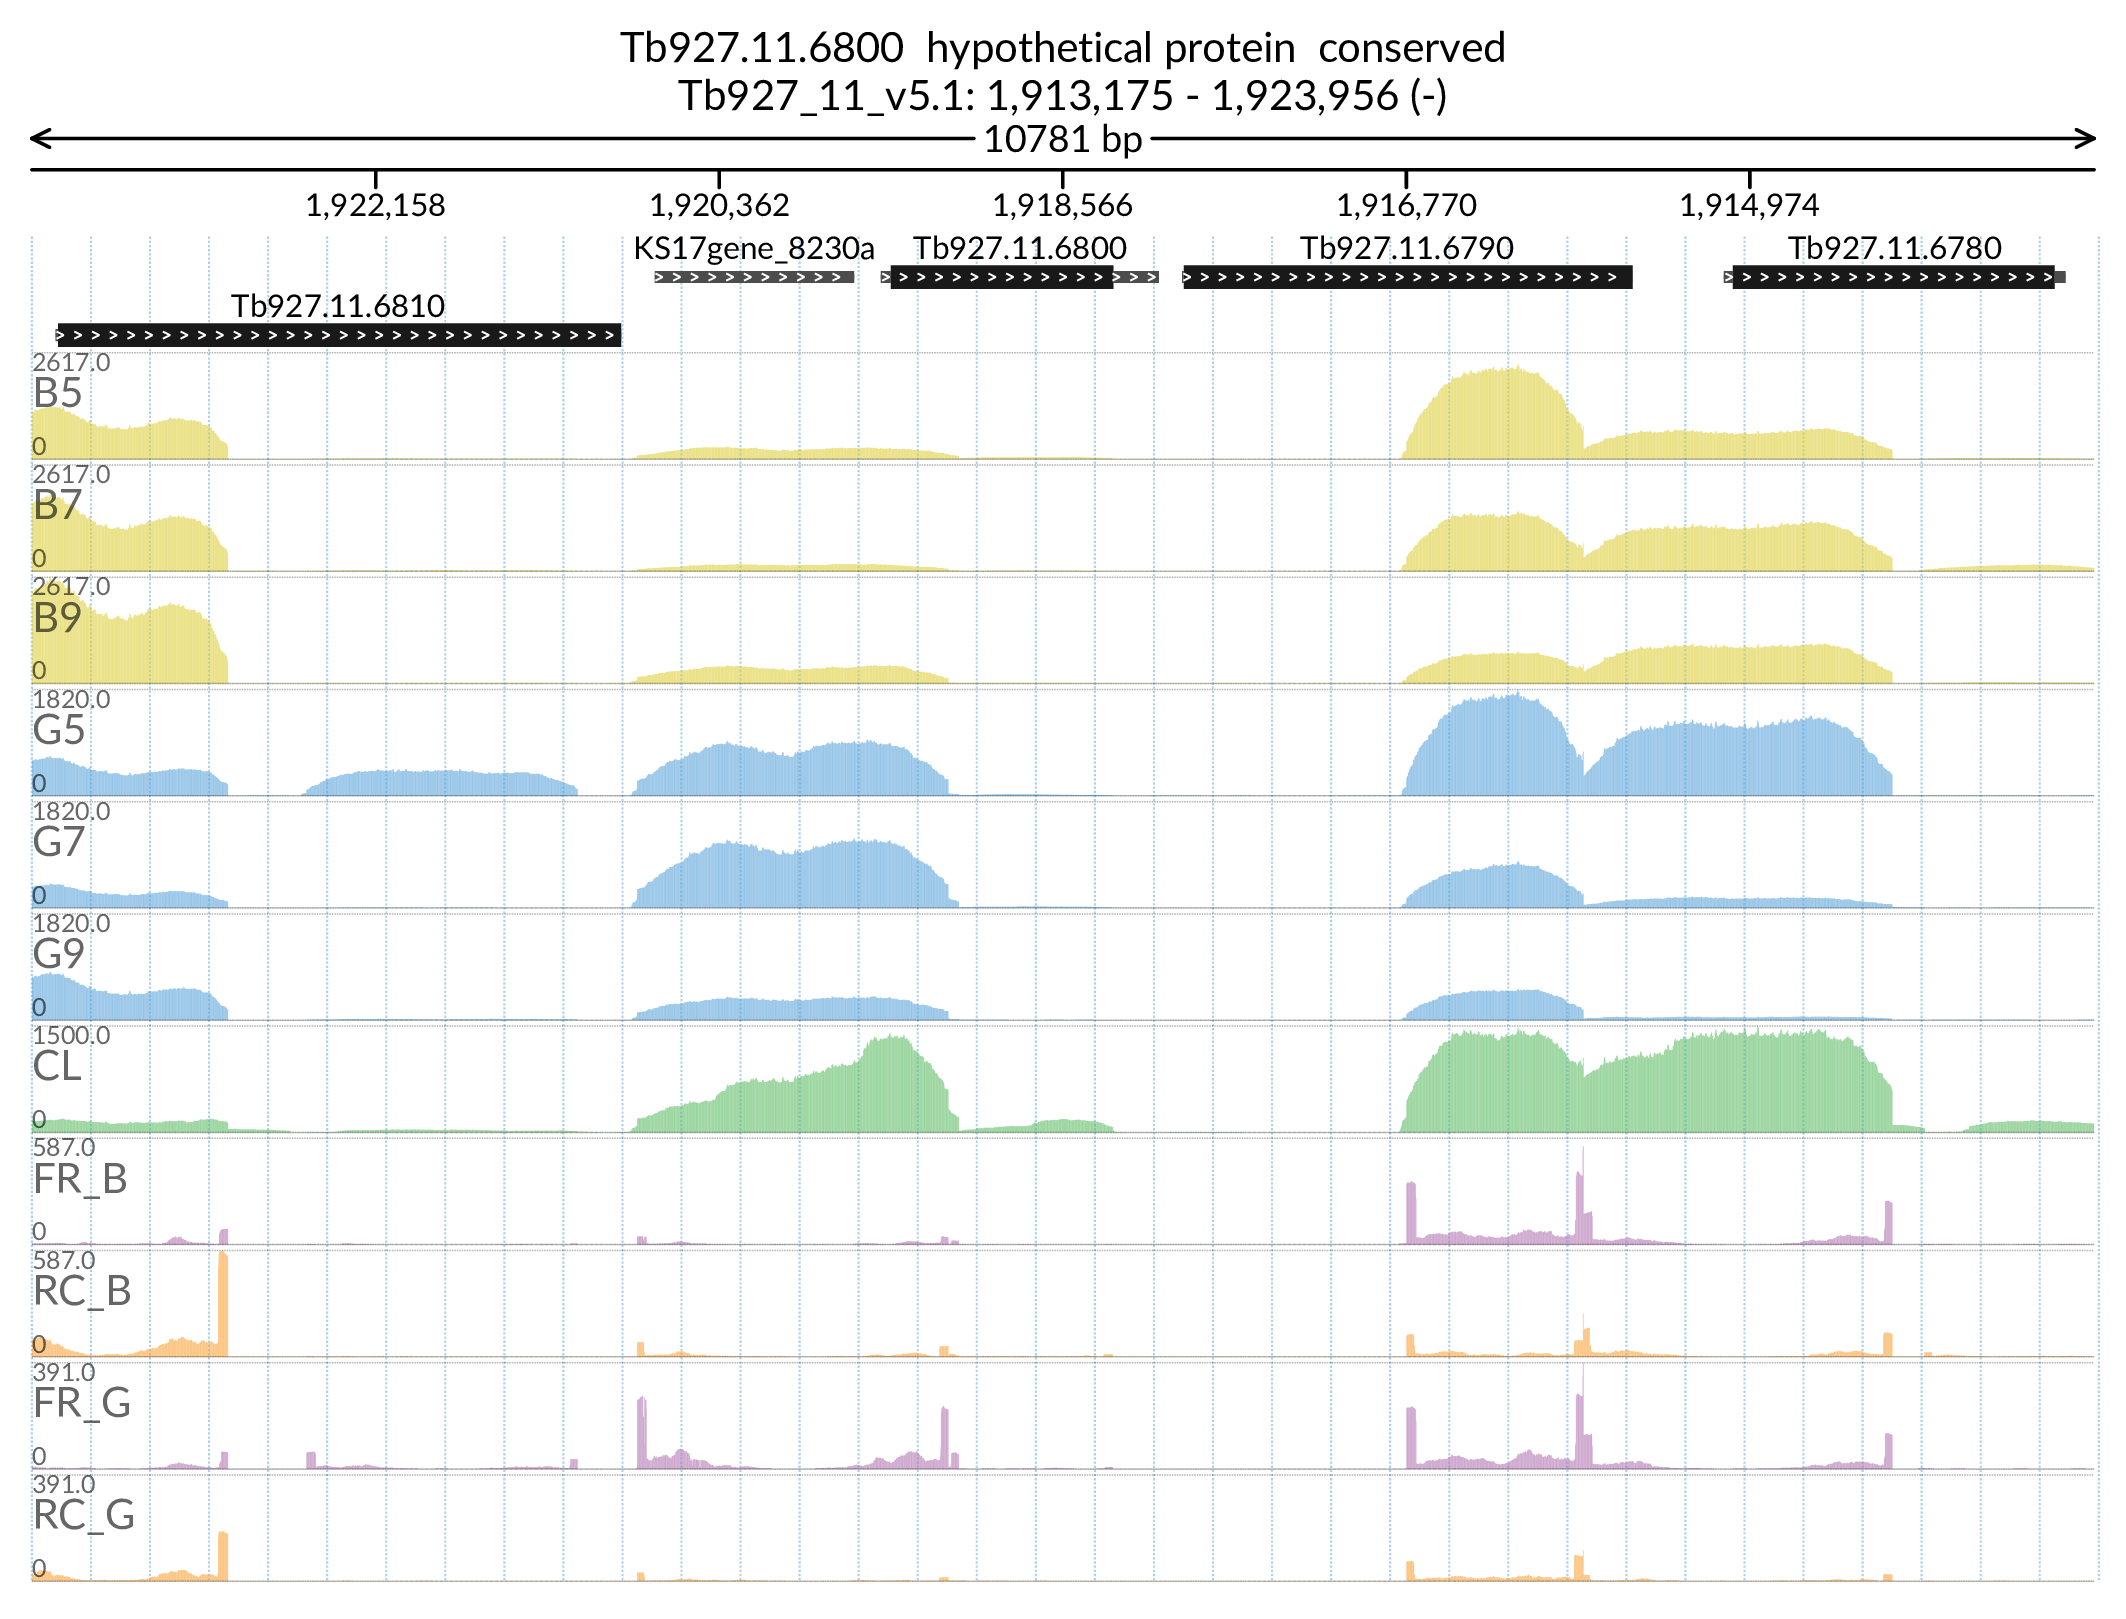 Tb927.11.6800 hypothetical protein conserved
Tb927_11_v5.1: 1,913,175 - 1,923,956 (-)
10781 bp
1,922,158 1,920,362 1,918,566 1,916,770 1,914,974
KS17gene_8230a Tb927.11.6800 Tb927.11.6790 Tb927.11.6780
Tb927.11.6810
2617.0
B5
0
2617.0
B7
0
2617.0
B9
0
1820.0
G5
0
1820.0
G7
0
1820.0
G9
0
1500.0
CL
0
587.0
FR_B
0
587.0
RC_B
0
391.0
FR_G
0
391.0
RC_G
0